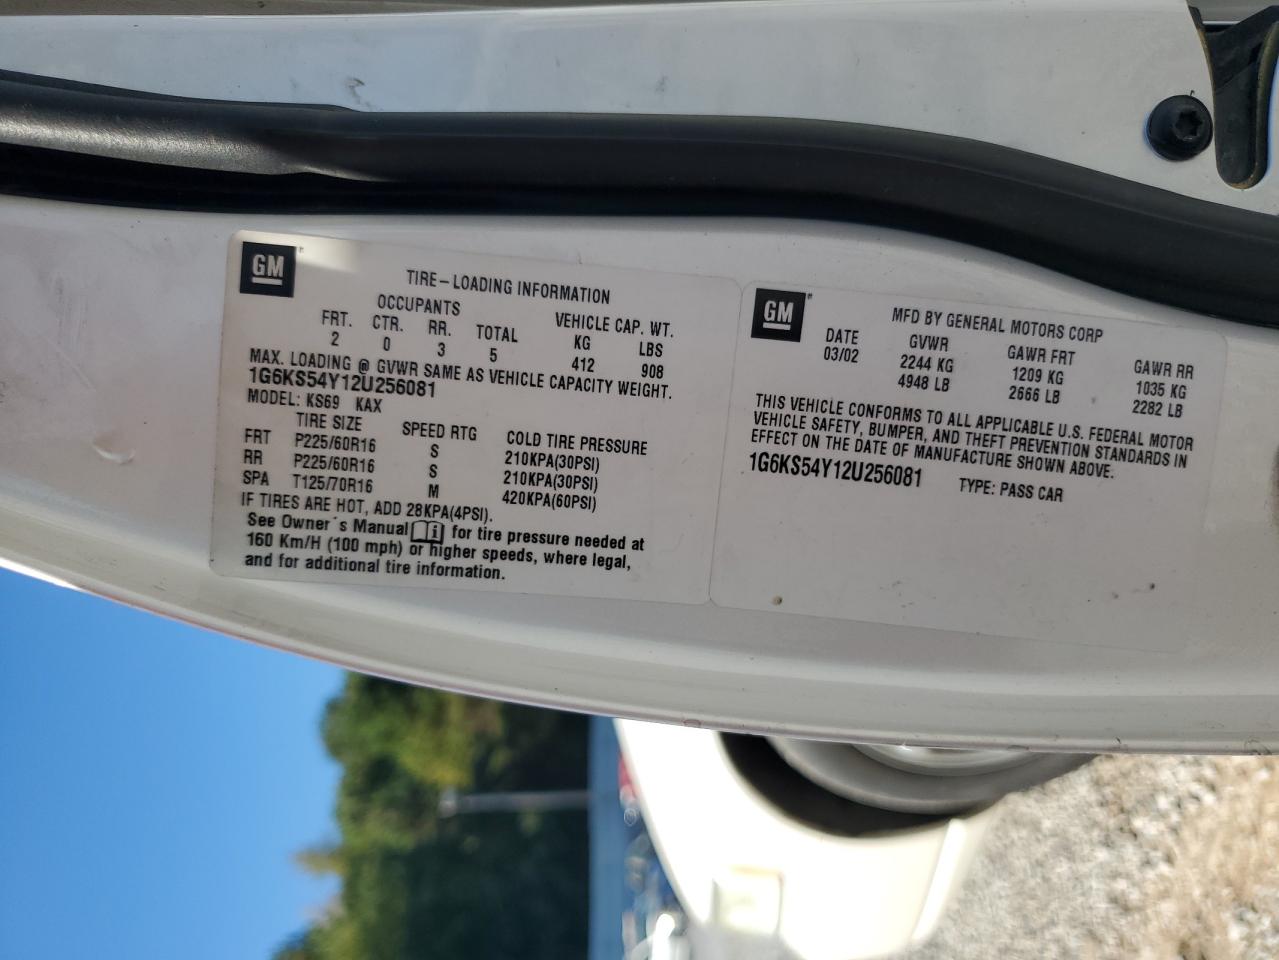 GM
TIRE-LOADING INFORMATION
OCCUPANTS
FRT. CTR. RR. TOTAL VEHICLE CAP. WT.
KG LBS
2 0 3 5 412 908
MAX. LOADING @ GVWR SAME AS VEHICLE CAPACITY WEIGHT.
1G6KS54Y12U256081
MODEL: KS69 KAX
TIRE SIZE SPEED RTG COLD TIRE PRESSURE
FRT P225/60R16 S 210KPA(30PSI)
RR P225/60R16 S 210KPA(30PSI)
SPA T125/70R16 M 420KPA(60PSI)
IF TIRES ARE HOT, ADD 28KPA(4PSI).
See Owner's Manual for tire pressure needed at
160 Km/H (100 mph) or higher speeds, where legal,
and for additional tire information.
GM
MFD BY GENERAL MOTORS CORP
DATE GVWR GAWR FRT GAWR RR
03/02 2244 KG 1209 KG 1035 KG
4948 LB 2666 LB 2282 LB
THIS VEHICLE CONFORMS TO ALL APPLICABLE U.S. FEDERAL MOTOR
VEHICLE SAFETY, BUMPER, AND THEFT PREVENTION STANDARDS IN
EFFECT ON THE DATE OF MANUFACTURE SHOWN ABOVE.
1G6KS54Y12U256081 TYPE: PASS CAR